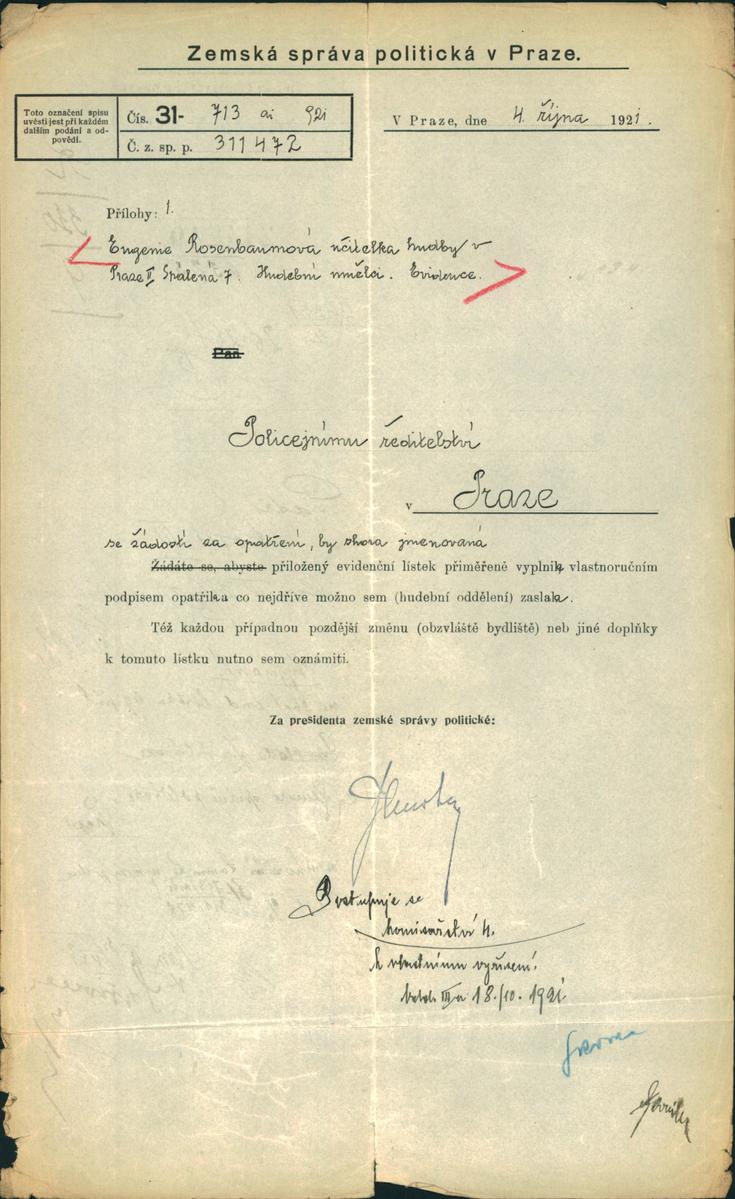 Zemská správa politická v Praze.
Toto označení spisu
uvésti jest při každém
dalším podání a od-
povědi.
Čís. 31- 713 ai 921
Č. z. sp. p. 311472
V Praze, dne 4. října 1921.
Přílohy: 1.
Eugenie Rosenbaumová učitelka hudby v
Praze II Spálená 7. Hudební umělci. Evidence.
Pan
Policejnímu ředitelství
v Praze
se žádostí za opatření, by shora jmenovaná
Žádáte se, abyste přiložený evidenční lístek přiměřeně vyplnila vlastnoručním
podpisem opatřila a co nejdříve možno sem (hudební oddělení) zaslala.
Též každou případnou pozdější změnu (obzvláště bydliště) neb jiné doplňky
k tomuto lístku nutno sem oznámiti.
Za presidenta zemské správy politické:
Postupuje se
komisařství 4.
k vlastnímu vyřízení.
III a 18./10. 1921